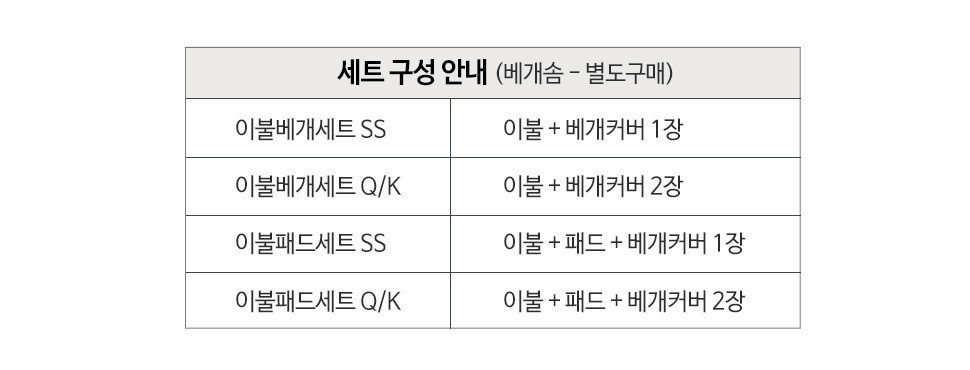 세트 구성 안내 (베개솜 - 별도구매)
이불베개세트 SS 이불 + 베개커버 1장
이불베개세트 Q/K 이불 + 베개커버 2장
이불패드세트 SS 이불 + 패드 + 베개커버 1장
이불패드세트 Q/K 이불 + 패드 + 베개커버 2장